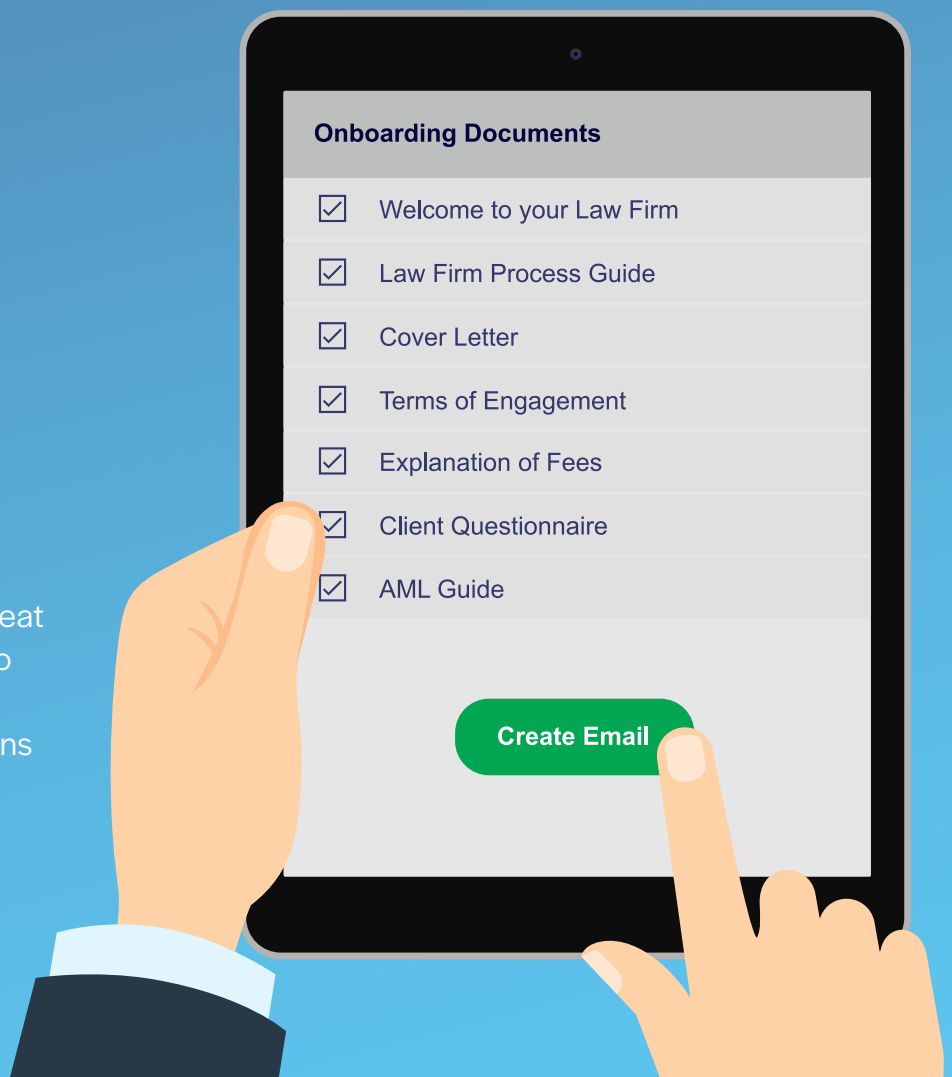 Onboarding Documents
Welcome to your Law Firm
Law Firm Process Guide
Cover Letter
Terms of Engagement
Explanation of Fees
Client Questionnaire
AML Guide
Create Email